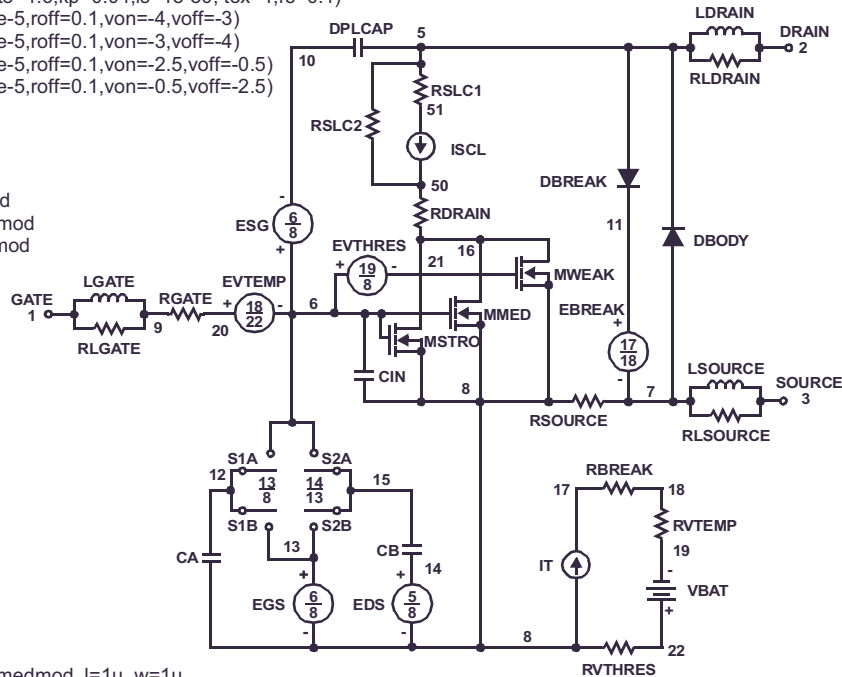 e-5,roff=0.1,von=-4,voff=-3)
e-5,roff=0.1,von=-3,voff=-4)
e-5,roff=0.1,von=-2.5,voff=-0.5)
e-5,roff=0.1,von=-0.5,voff=-2.5)
LDRAIN
DPLCAP 5 DRAIN
10 2
RSLC1 RLDRAIN
51
RSLC2
ISCL
50
DBREAK
d
mod
mod
-
ESG 6 8 +
RDRAIN
11
DBODY
EVTHRES 16
+ 19 8 - 21
MWEAK
LGATE EVTEMP
GATE RGATE + 18 22 - 6
1 9 20
RLGATE
MMED
EBREAK +
17 18
-
MSTRO
CIN
8 7
LSOURCE
SOURCE
3
RSOURCE
RLSOURCE
S1A S2A
12 13 8 14 13 15
S1B S2B
13
CA
CB
14
+ +
EGS 6 8 EDS 5 8
- -
RBREAK
17 18
RVTEMP
19
IT
-
VBAT
+
8 22
RVTHRES
medmod l=1u w=1u